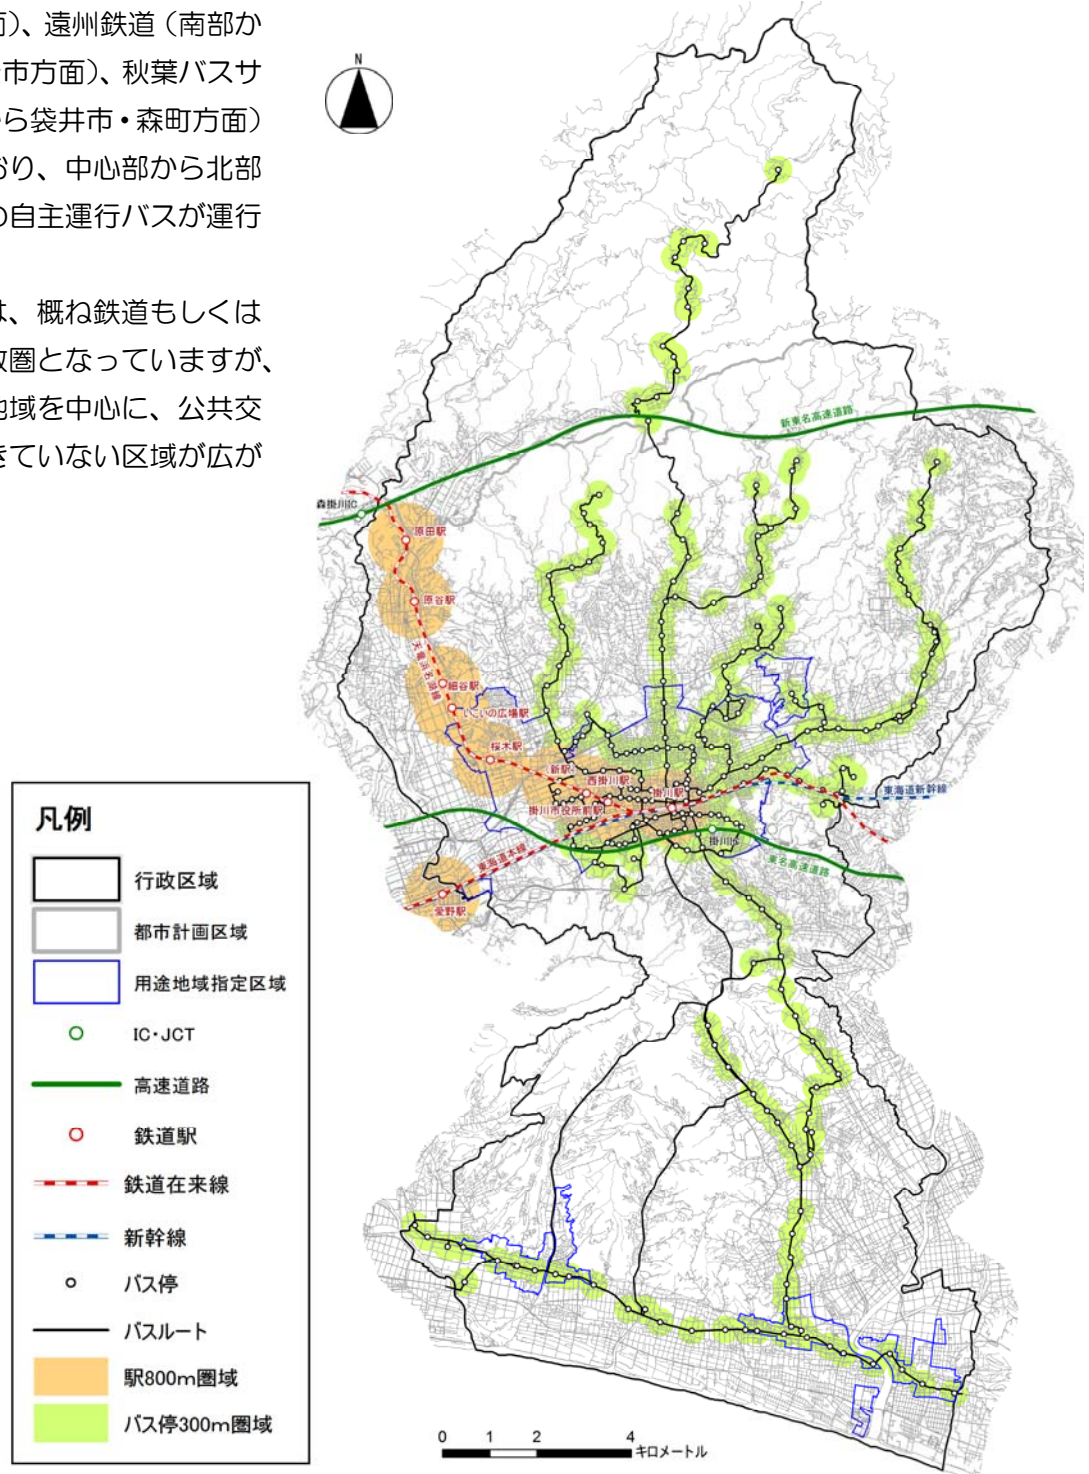 面）、遠州鉄道（南部か
市方面）、秋葉バスサ
ら袋井市・森町方面）
おり、中心部から北部
の自主運行バスが運行
は、概ね鉄道もしくは
圏となっていますが、
地域を中心に、公共交
きていない区域が広が
N
新東名高速道路
森掛川IC
原田駅
原谷駅
天竜浜名湖線
細谷駅
いこいの広場駅
桜木駅
新駅
西掛川駅
掛川駅
掛川市役所前駅
東海道新幹線
掛川IC
東海道本線
東名高速道路
愛野駅
凡例
行政区域
都市計画区域
用途地域指定区域
IC・JCT
高速道路
鉄道駅
鉄道在来線
新幹線
バス停
バスルート
駅800m圏域
バス停300m圏域
0 1 2 4
キロメートル